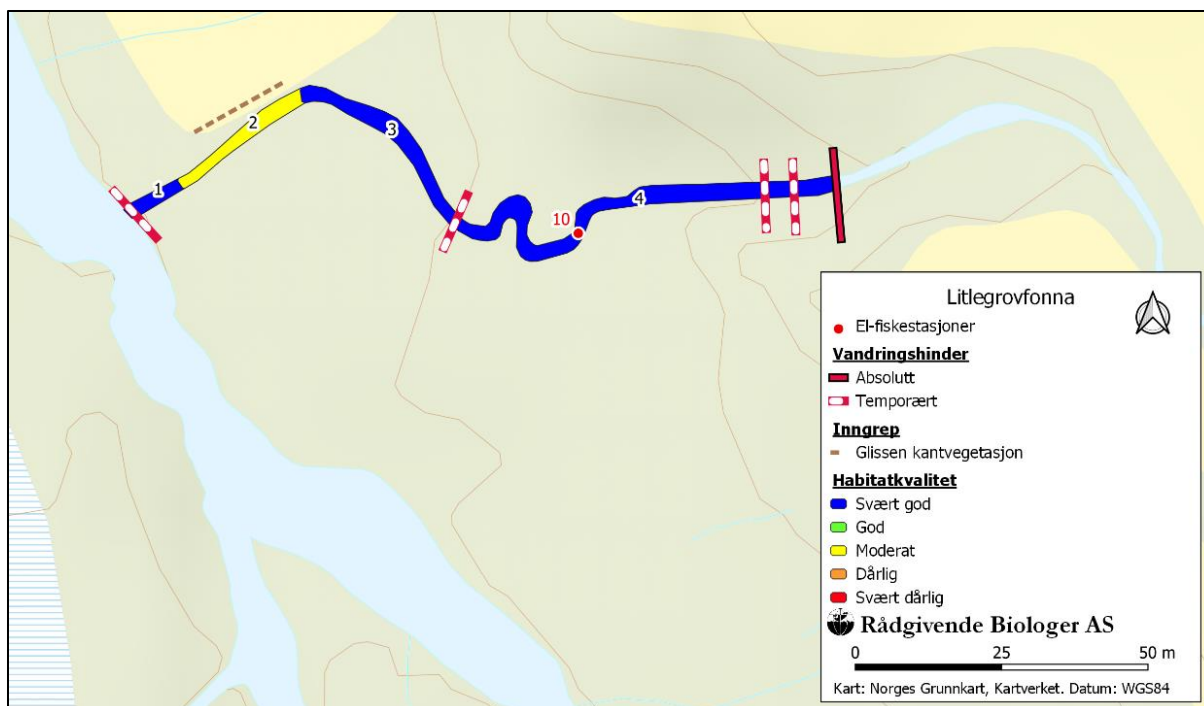 2
3
1
4
10
Litlegrovfonna
El-fiskestasjoner
Vandringshinder
Absolutt
Temporært
Inngrep
Glissen kantvegetasjon
Habitatkvalitet
Svært god
God
Moderat
Dårlig
Svært dårlig
Rådgivende Biologer AS
0 25 50 m
Kart: Norges Grunnkart, Kartverket. Datum: WGS84